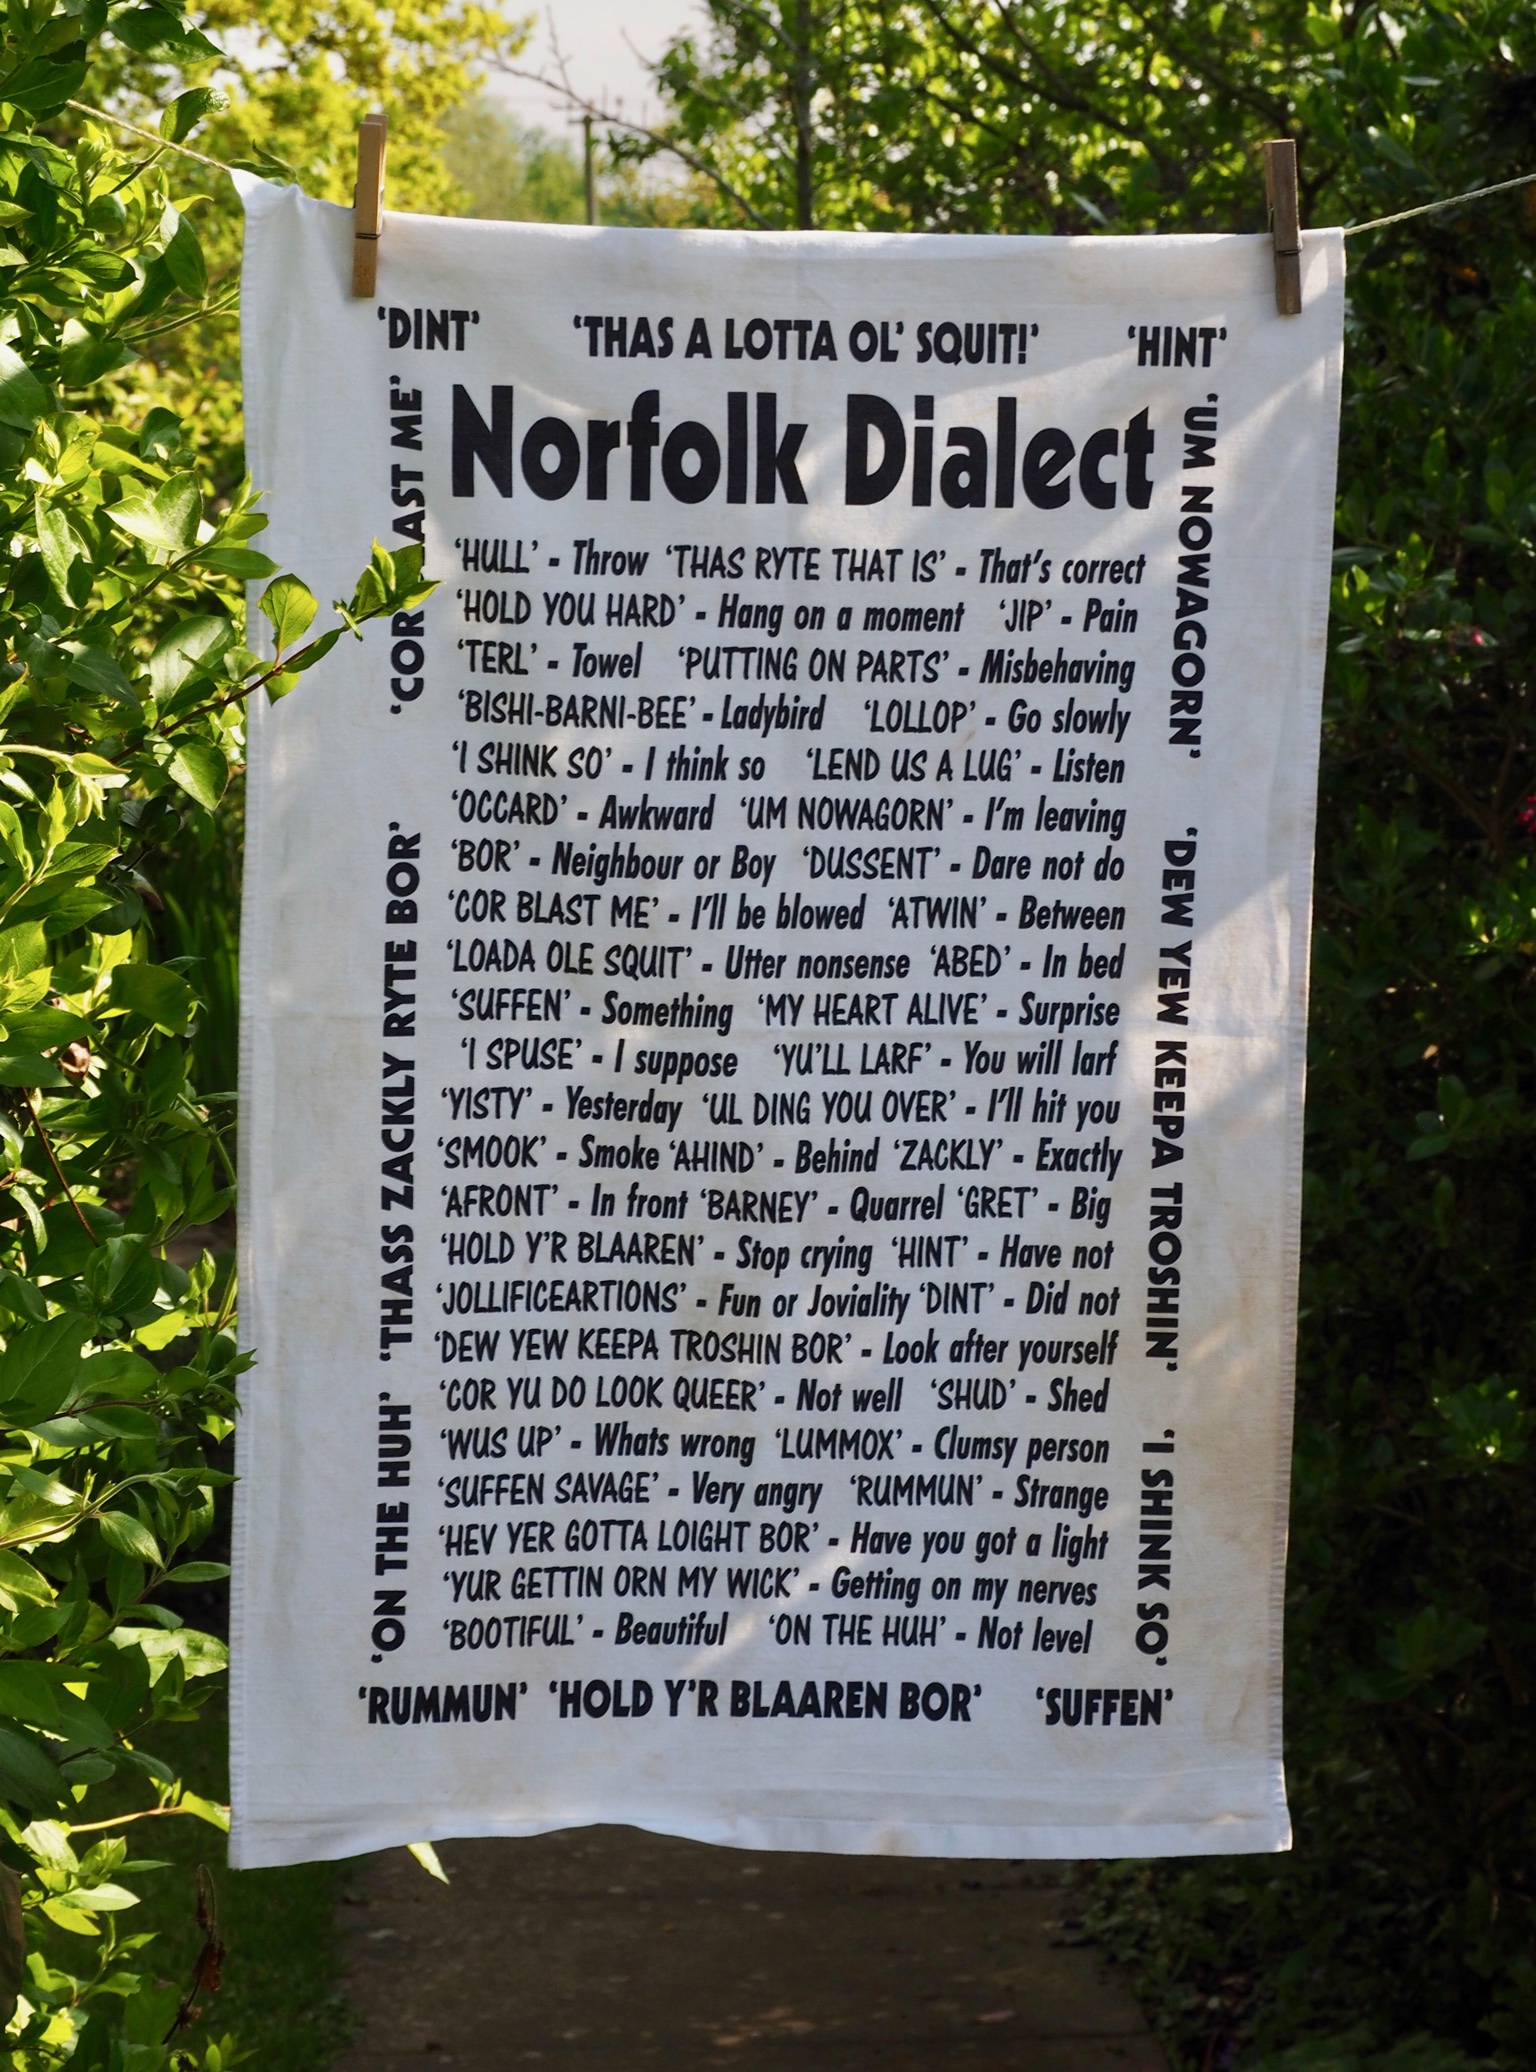 'DINT' 'THAS A LOTTA OL' SQUIT!' 'HINT'
Norfolk Dialect
'HULL' - Throw 'THAS RYTE THAT IS' - That's correct
'HOLD YOU HARD' - Hang on a moment 'JIP' - Pain
'TERL' - Towel 'PUTTING ON PARTS' - Misbehaving
'BISHI-BARNI-BEE' - Ladybird 'LOLLOP' - Go slowly
'I SHINK SO' - I think so 'LEND US A LUG' - Listen
'OCCARD' - Awkward 'UM NOWAGORN' - I'm leaving
'BOR' - Neighbour or Boy 'DUSSENT' - Dare not do
'COR BLAST ME' - I'll be blowed 'ATWIN' - Between
'LOADA OLE SQUIT' - Utter nonsense 'ABED' - In bed
'SUFFEN' - Something 'MY HEART ALIVE' - Surprise
'I SPUSE' - I suppose 'YU'LL LARF' - You will larf
'YISTY' - Yesterday 'UL DING YOU OVER' - I'll hit you
'SMOOK' - Smoke 'AHIND' - Behind 'ZACKLY' - Exactly
'AFRONT' - In front 'BARNEY' - Quarrel 'GRET' - Big
'HOLD Y'R BLAAREN' - Stop crying 'HINT' - Have not
'JOLLIFICEARTIONS' - Fun or Joviality 'DINT' - Did not
'DEW YEW KEEPA TROSHIN BOR' - Look after yourself
'COR YU DO LOOK QUEER' - Not well 'SHUD' - Shed
'WUS UP' - Whats wrong 'LUMMOX' - Clumsy person
'SUFFEN SAVAGE' - Very angry 'RUMMUN' - Strange
'HEV YER GOTTA LOIGHT BOR' - Have you got a light
'YUR GETTIN ORN MY WICK' - Getting on my nerves
'BOOTIFUL' - Beautiful 'ON THE HUH' - Not level
'RUMMUN' 'HOLD Y'R BLAAREN BOR' 'SUFFEN'
'ON THE HUH' 'THASS ZACKLY RYTE BOR' 'COR AST ME'
'UM NOWAGORN' 'DEW YEW KEEPA TROSHIN' 'I SHINK SO'